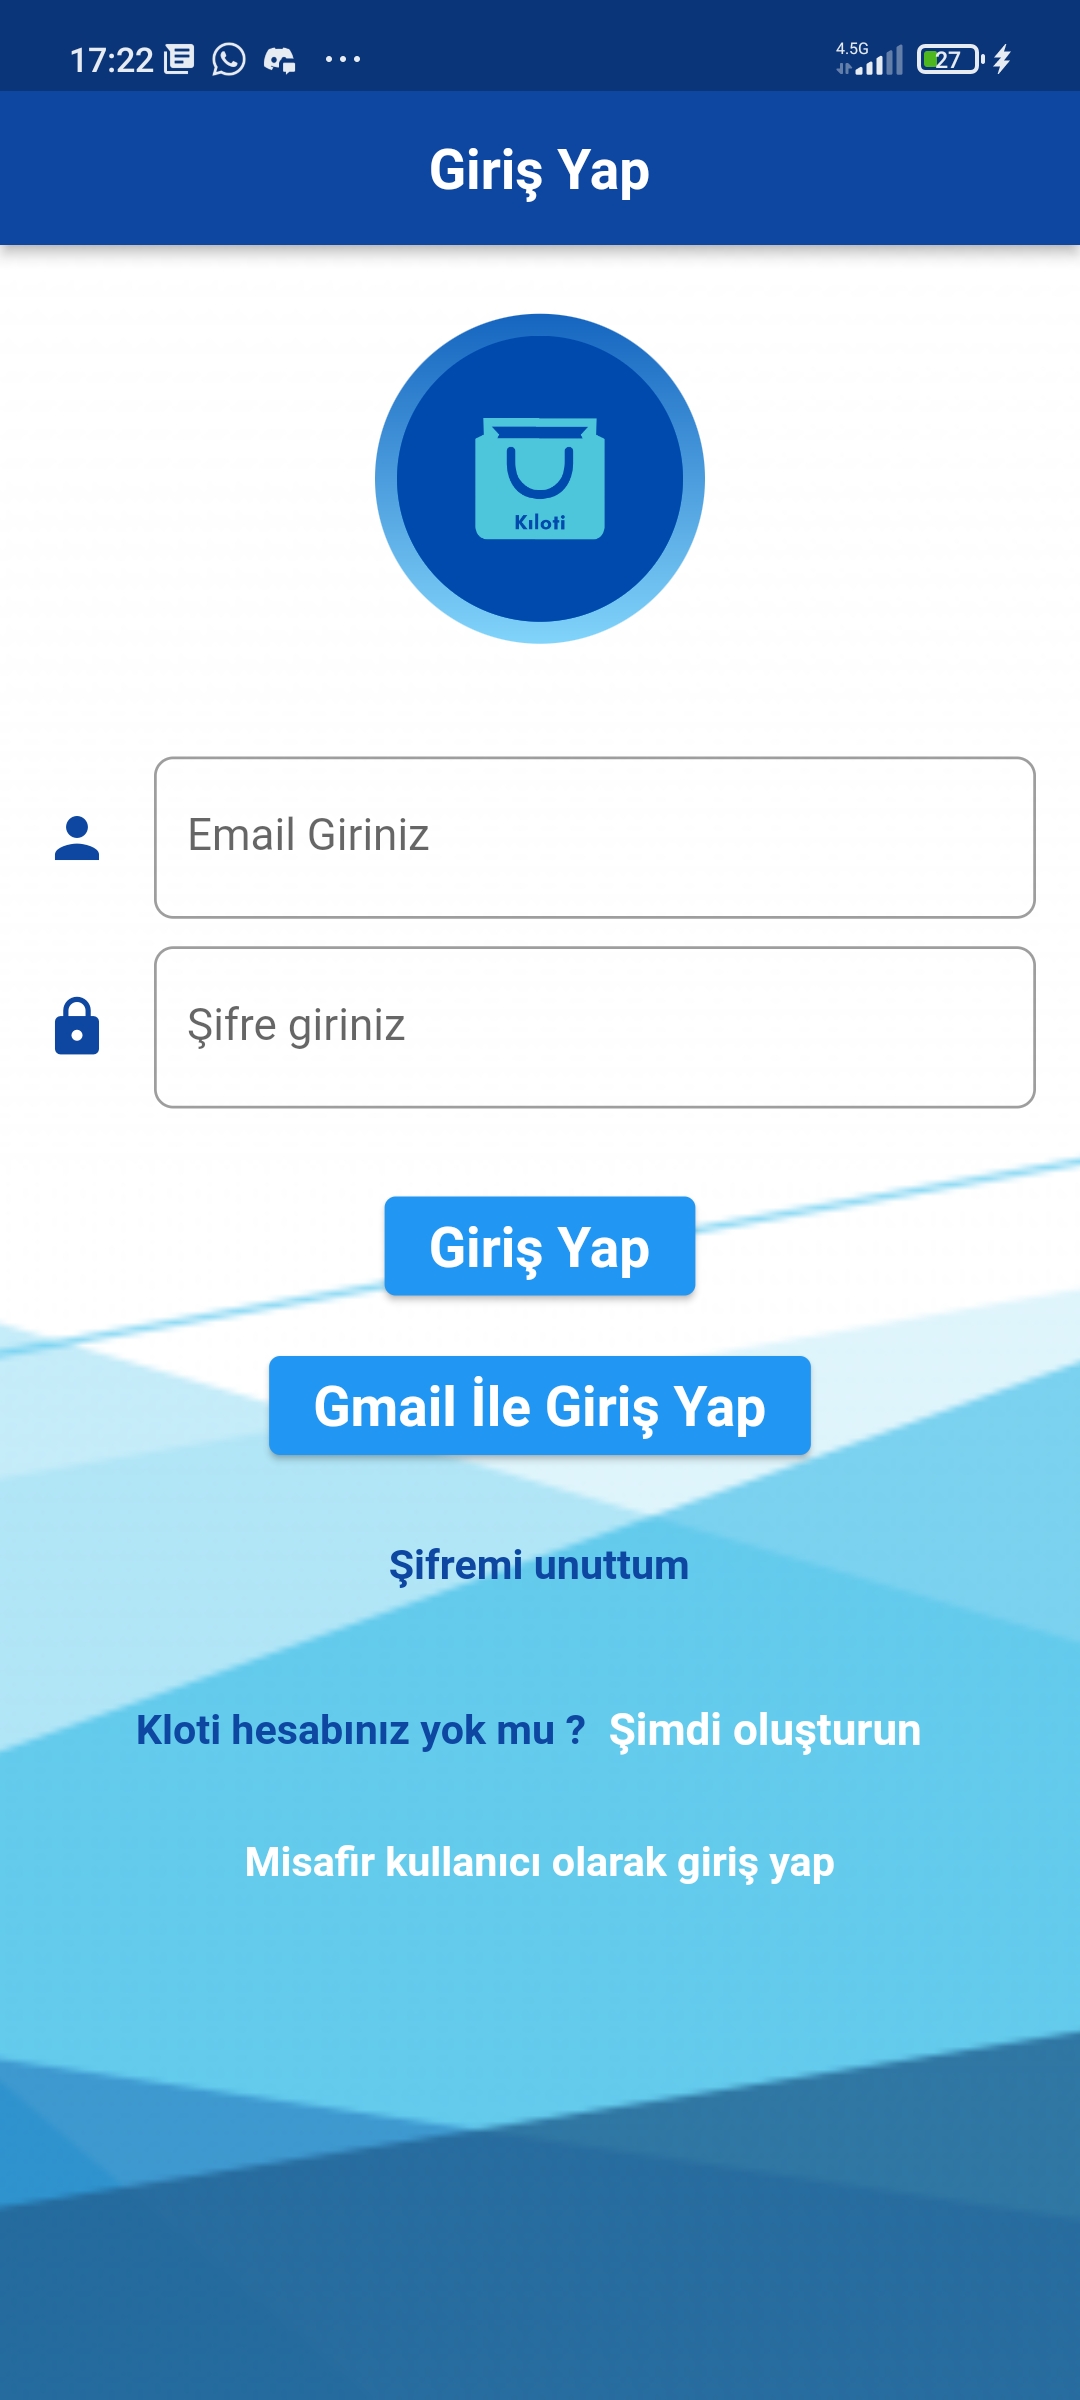 17:22
4.5G
27
Giriş Yap
Kıloti
Email Giriniz
Şifre giriniz
Giriş Yap
Gmail İle Giriş Yap
Şifremi unuttum
Kloti hesabınız yok mu ? Şimdi oluşturun
Misafir kullanıcı olarak giriş yap